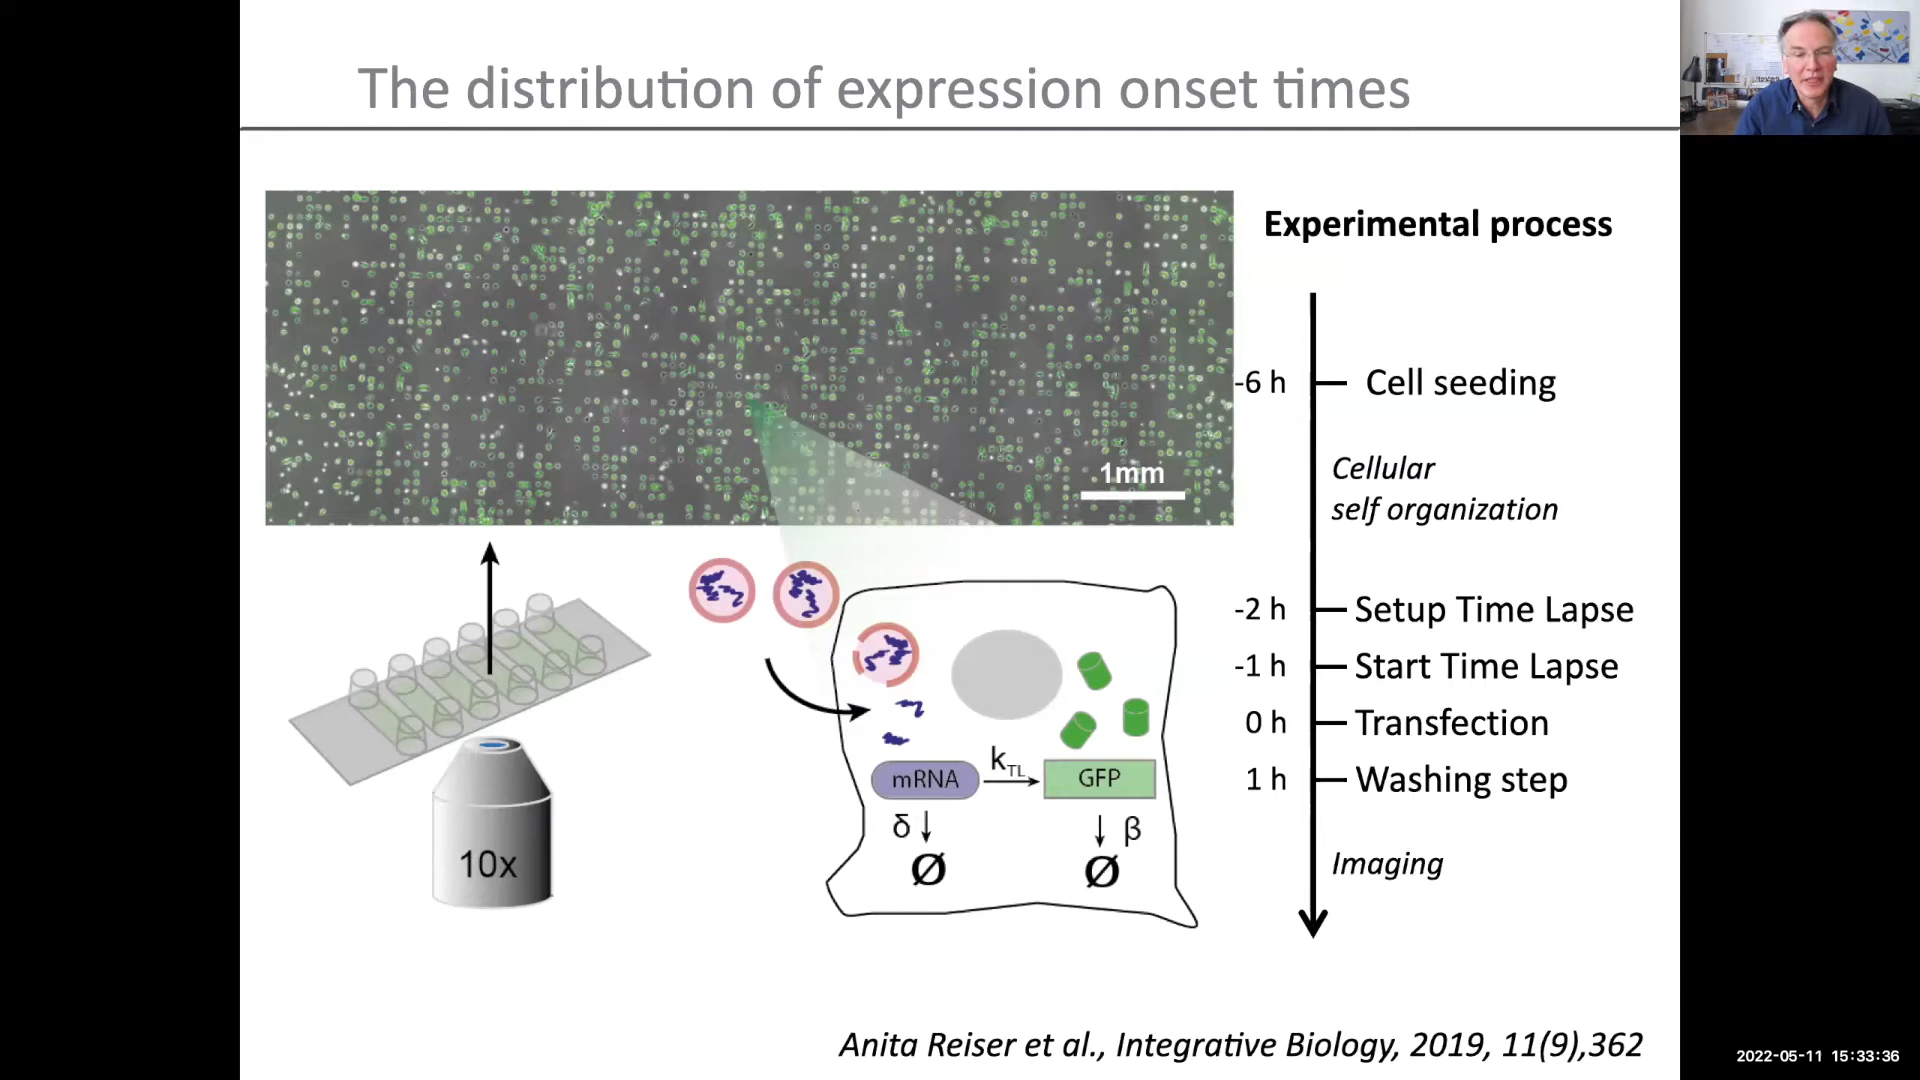 The distribution of expression onset times
1mm
Experimental process
-6 h
Cell seeding
Cellular
self organization
-2 h
Setup Time Lapse
-1 h
Start Time Lapse
0 h
Transfection
1 h
Washing step
Imaging
10x
mRNA
kTL
GFP
δ
β
Ø
Ø
Anita Reiser et al., Integrative Biology, 2019, 11(9),362
2022-05-11 15:33:36